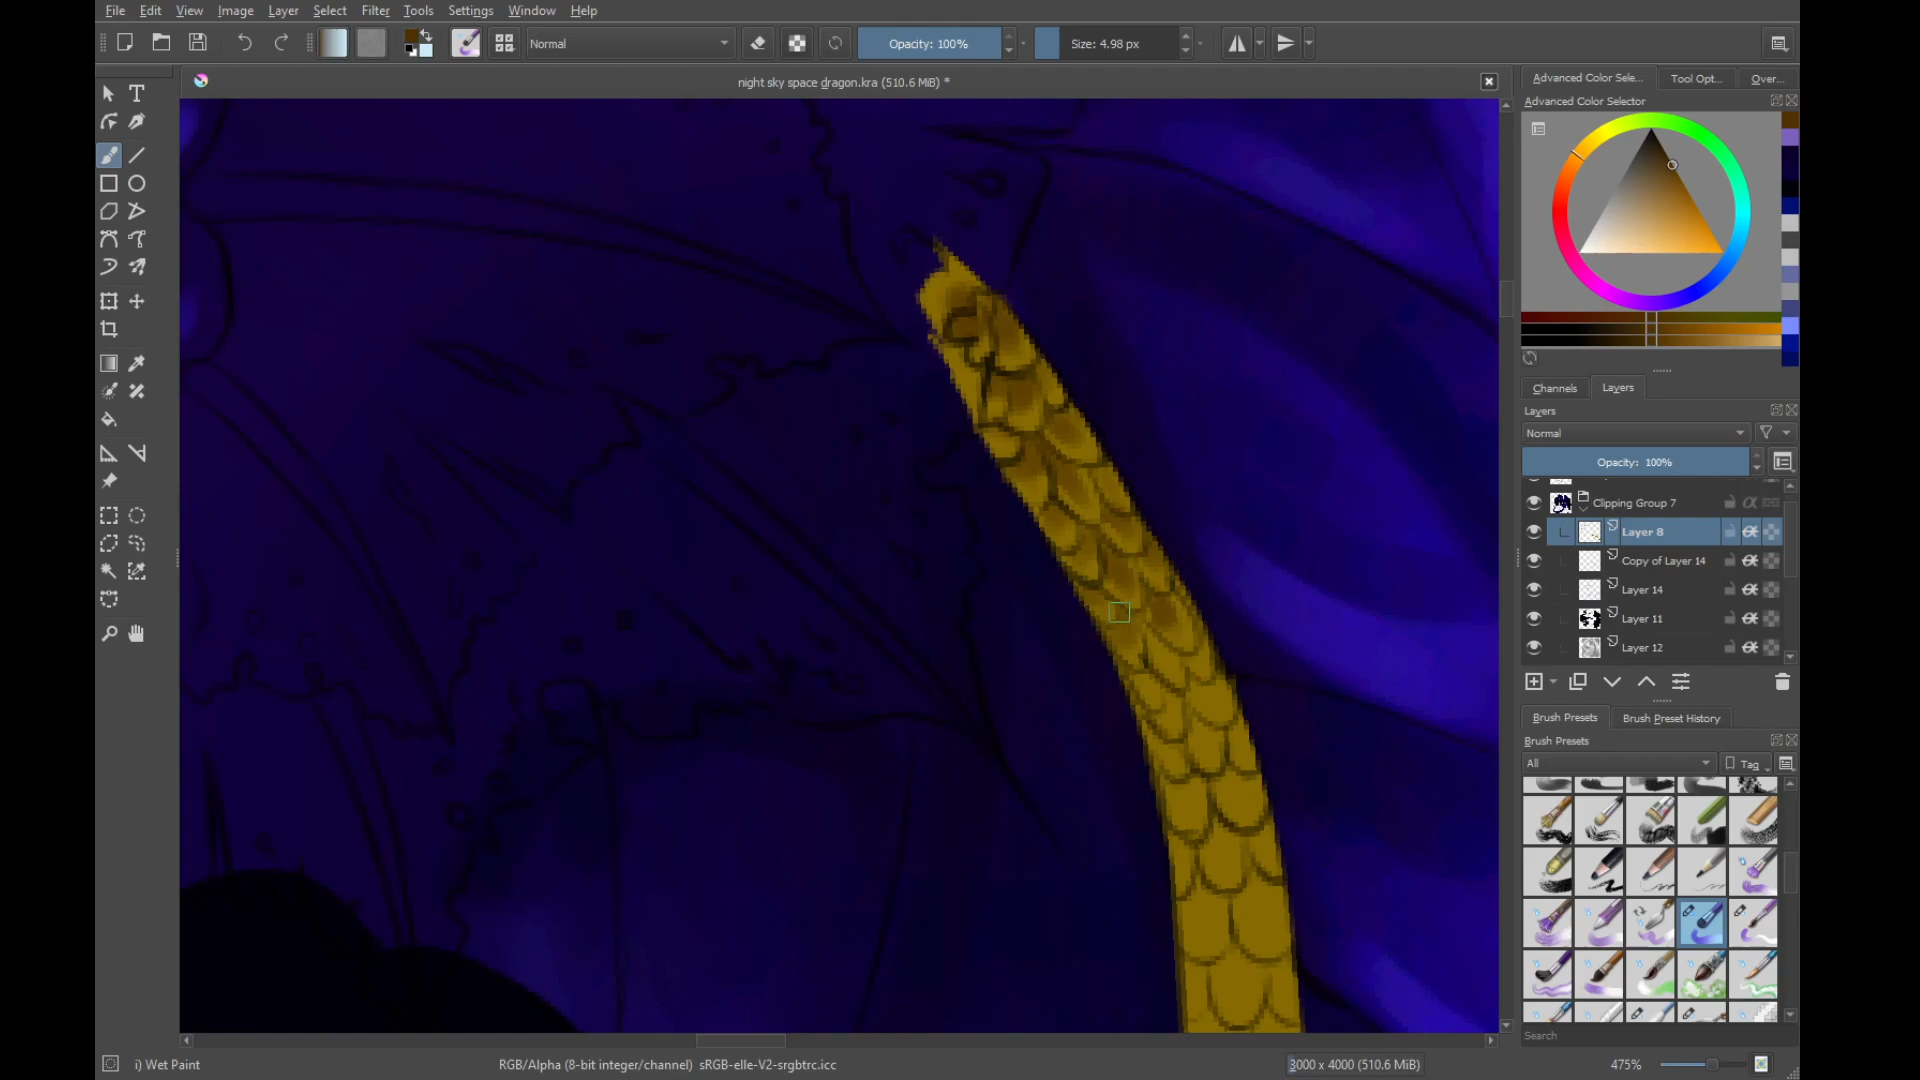 File Edit View Image Layer Select Filter Tools Settings Window Help
Normal Opacity: 100% Size: 4.98 px
night sky space dragon.kra (510.6 MiB) *
Advanced Color Sele... Tool Opt... Over...
Advanced Color Selector
Channels Layers
Layers
Normal
Opacity: 100%
Clipping Group 7
Layer 8
Copy of Layer 14
Layer 14
Layer 11
Layer 12
Brush Presets Brush Preset History
Brush Presets
All Tag
Search
i) Wet Paint RGB/Alpha (8-bit integer/channel) sRGB-elle-V2-srgbtrc.icc 3000 x 4000 (510.6 MiB) 475%